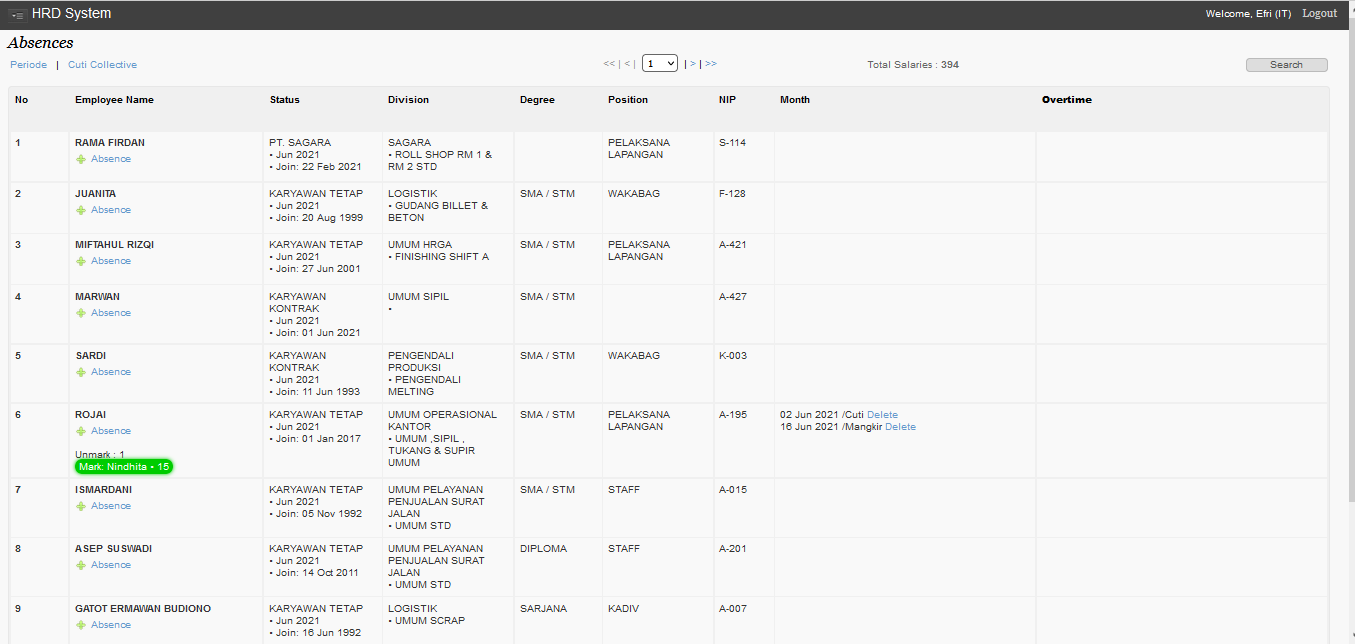 HRD System
Welcome, Efri (IT) Logout
Absences
Periode | Cuti Collective
<< | < | 1 | > | >>
Total Salaries : 394
Search
No Employee Name Status Division Degree Position NIP Month Overtime
1
RAMA FIRDAN
Absence
PT. SAGARA
• Jun 2021
• Join: 22 Feb 2021
SAGARA
• ROLL SHOP RM 1 &
RM 2 STD
PELAKSANA
LAPANGAN
S-114
2
JUANITA
Absence
KARYAWAN TETAP
• Jun 2021
• Join: 20 Aug 1999
LOGISTIK
• GUDANG BILLET &
BETON
SMA / STM
WAKABAG
F-128
3
MIFTAHUL RIZQI
Absence
KARYAWAN TETAP
• Jun 2021
• Join: 27 Jun 2001
UMUM HRGA
• FINISHING SHIFT A
SMA / STM
PELAKSANA
LAPANGAN
A-421
4
MARWAN
Absence
KARYAWAN
KONTRAK
• Jun 2021
• Join: 01 Jun 2021
UMUM SIPIL
•
SMA / STM
A-427
5
SARDI
Absence
KARYAWAN
KONTRAK
• Jun 2021
• Join: 11 Jun 1993
PENGENDALI
PRODUKSI
• PENGENDALI
MELTING
SMA / STM
WAKABAG
K-003
6
ROJAI
Absence
Unmark : 1
Mark: Nindhita • 15
KARYAWAN TETAP
• Jun 2021
• Join: 01 Jan 2017
UMUM OPERASIONAL
KANTOR
• UMUM ,SIPIL ,
TUKANG & SUPIR
UMUM
SMA / STM
PELAKSANA
LAPANGAN
A-195
02 Jun 2021 /Cuti Delete
16 Jun 2021 /Mangkir Delete
7
ISMARDANI
Absence
KARYAWAN TETAP
• Jun 2021
• Join: 05 Nov 1992
UMUM PELAYANAN
PENJUALAN SURAT
JALAN
• UMUM STD
SMA / STM
STAFF
A-015
8
ASEP SUSWADI
Absence
KARYAWAN TETAP
• Jun 2021
• Join: 14 Oct 2011
UMUM PELAYANAN
PENJUALAN SURAT
JALAN
• UMUM STD
DIPLOMA
STAFF
A-201
9
GATOT ERMAWAN BUDIONO
Absence
KARYAWAN TETAP
• Jun 2021
• Join: 16 Jun 1992
LOGISTIK
• UMUM SCRAP
SARJANA
KADIV
A-007